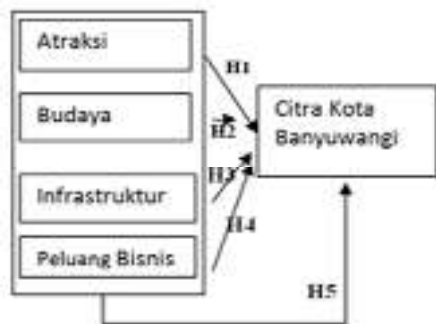 Atraksi
H1
Budaya
H2
Citra Kota
Banyuwangi
Infrastruktur
H3
H4
Peluang Bisnis
H5